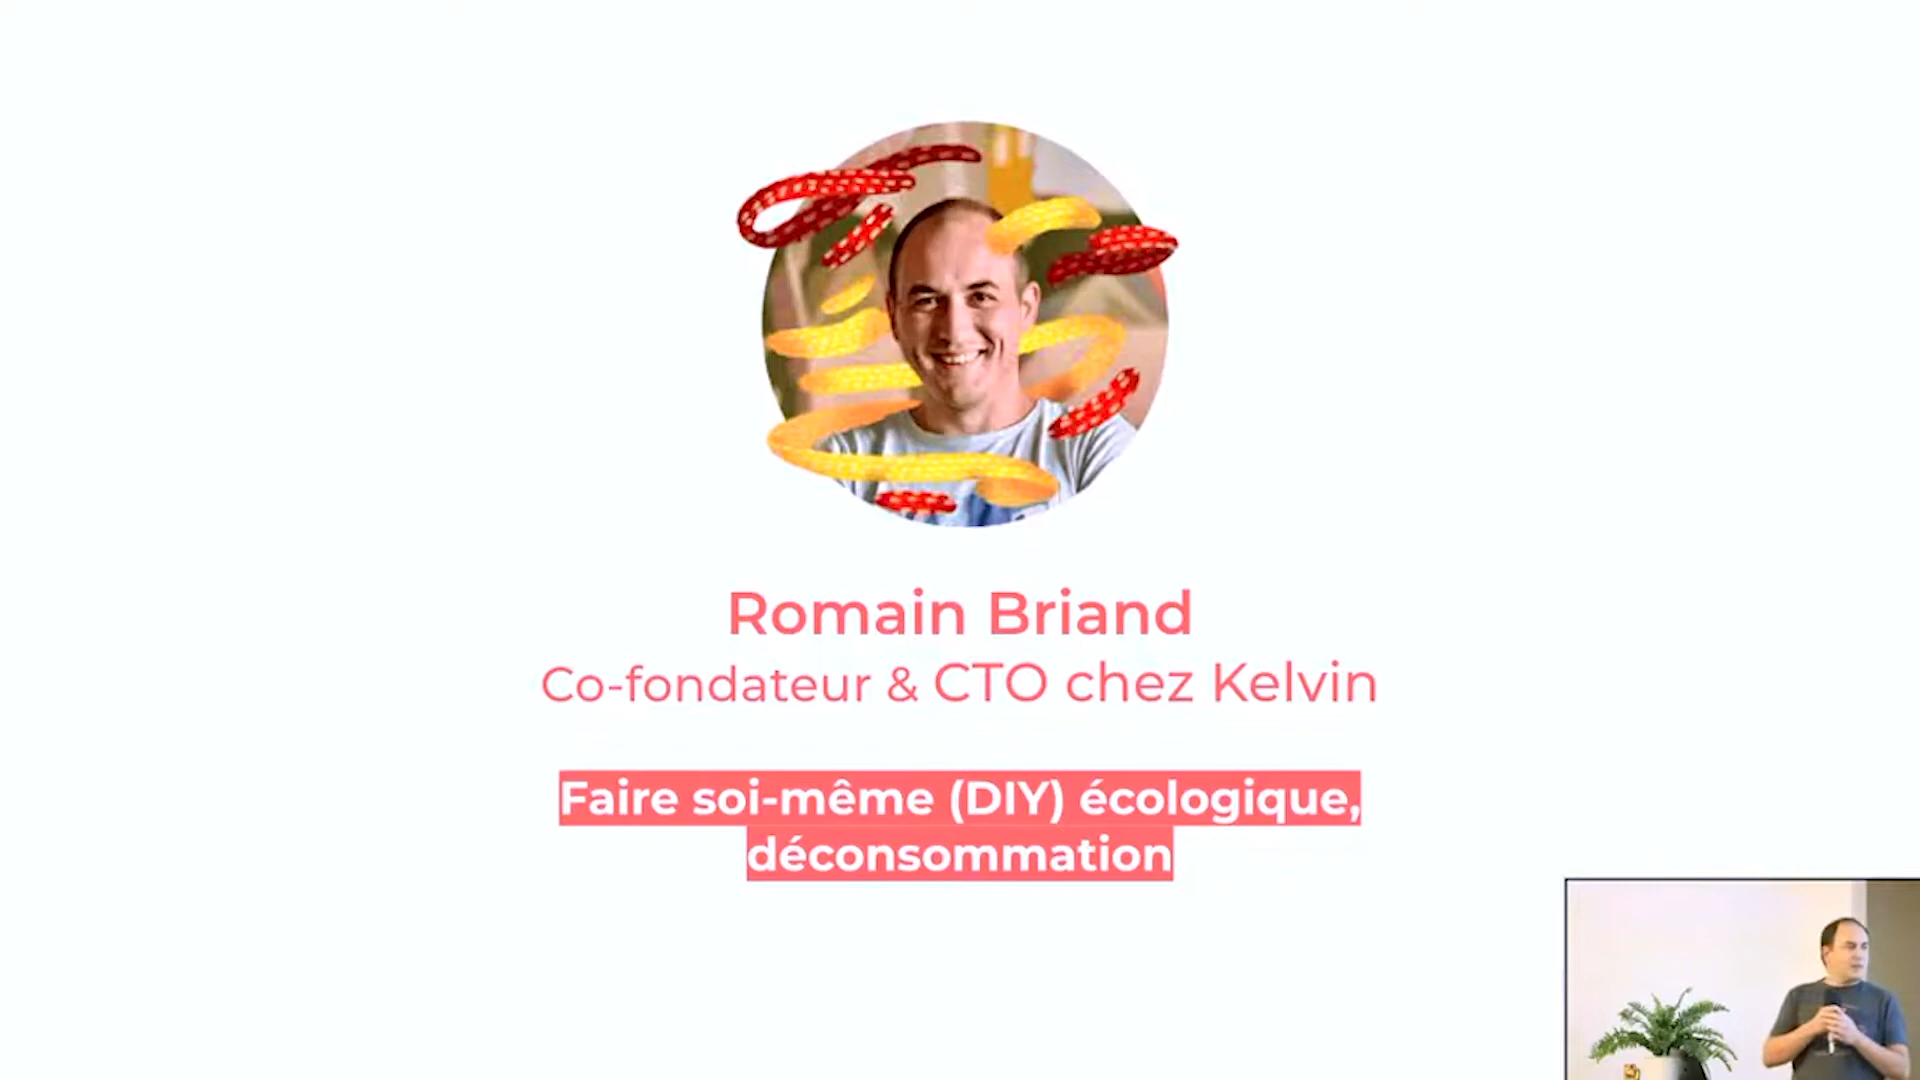 Romain Briand
Co-fondateur & CTO chez Kelvin
Faire soi-même (DIY) écologique,
déconsommation